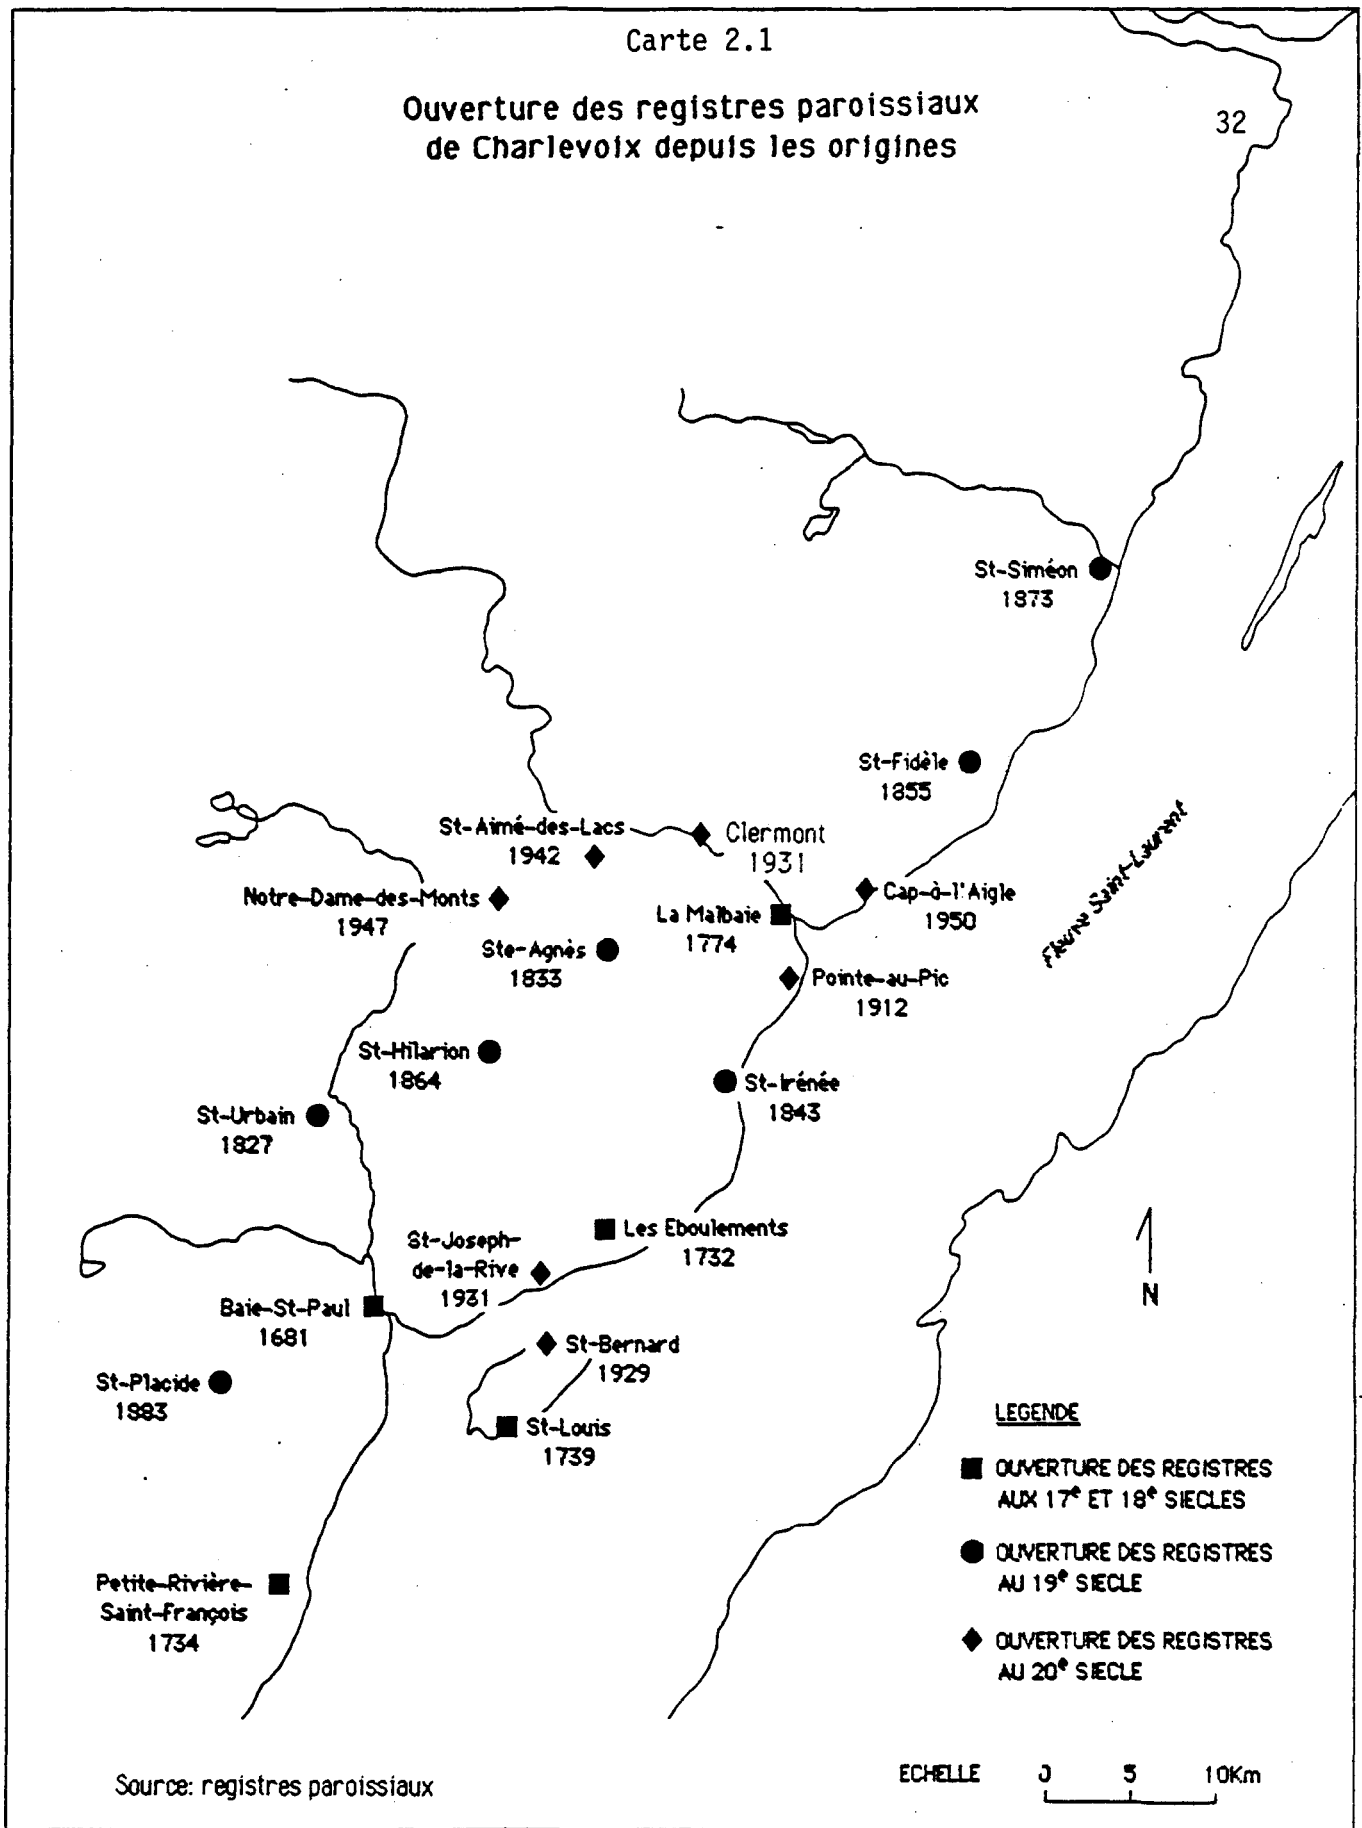 Carte 2.1
Ouverture des registres paroissiaux
de Charlevoix depuis les origines
32
St-Siméon
1873
St-Fidèle
1855
St-Aimé-des-Lacs
1942
Clermont
1931
Notre-Dame-des-Monts
1947
La Malbaie
1774
Cap-à-l'Aigle
1950
Ste-Agnès
1833
Pointe-au-Pic
1912
St-Hilarion
1864
St-Irénée
1843
St-Urbain
1827
Fleuve Saint-Laurent
Les Eboulements
1732
St-Joseph-
de-la-Rive
1931
Baie-St-Paul
1681
St-Bernard
1929
St-Placide
1883
St-Louis
1739
Petite-Rivière-
Saint-François
1734
N
LEGENDE
OUVERTURE DES REGISTRES
AUX 17e ET 18e SIECLES
OUVERTURE DES REGISTRES
AU 19e SIECLE
OUVERTURE DES REGISTRES
AU 20e SIECLE
Source: registres paroissiaux
ECHELLE 0 5 10Km